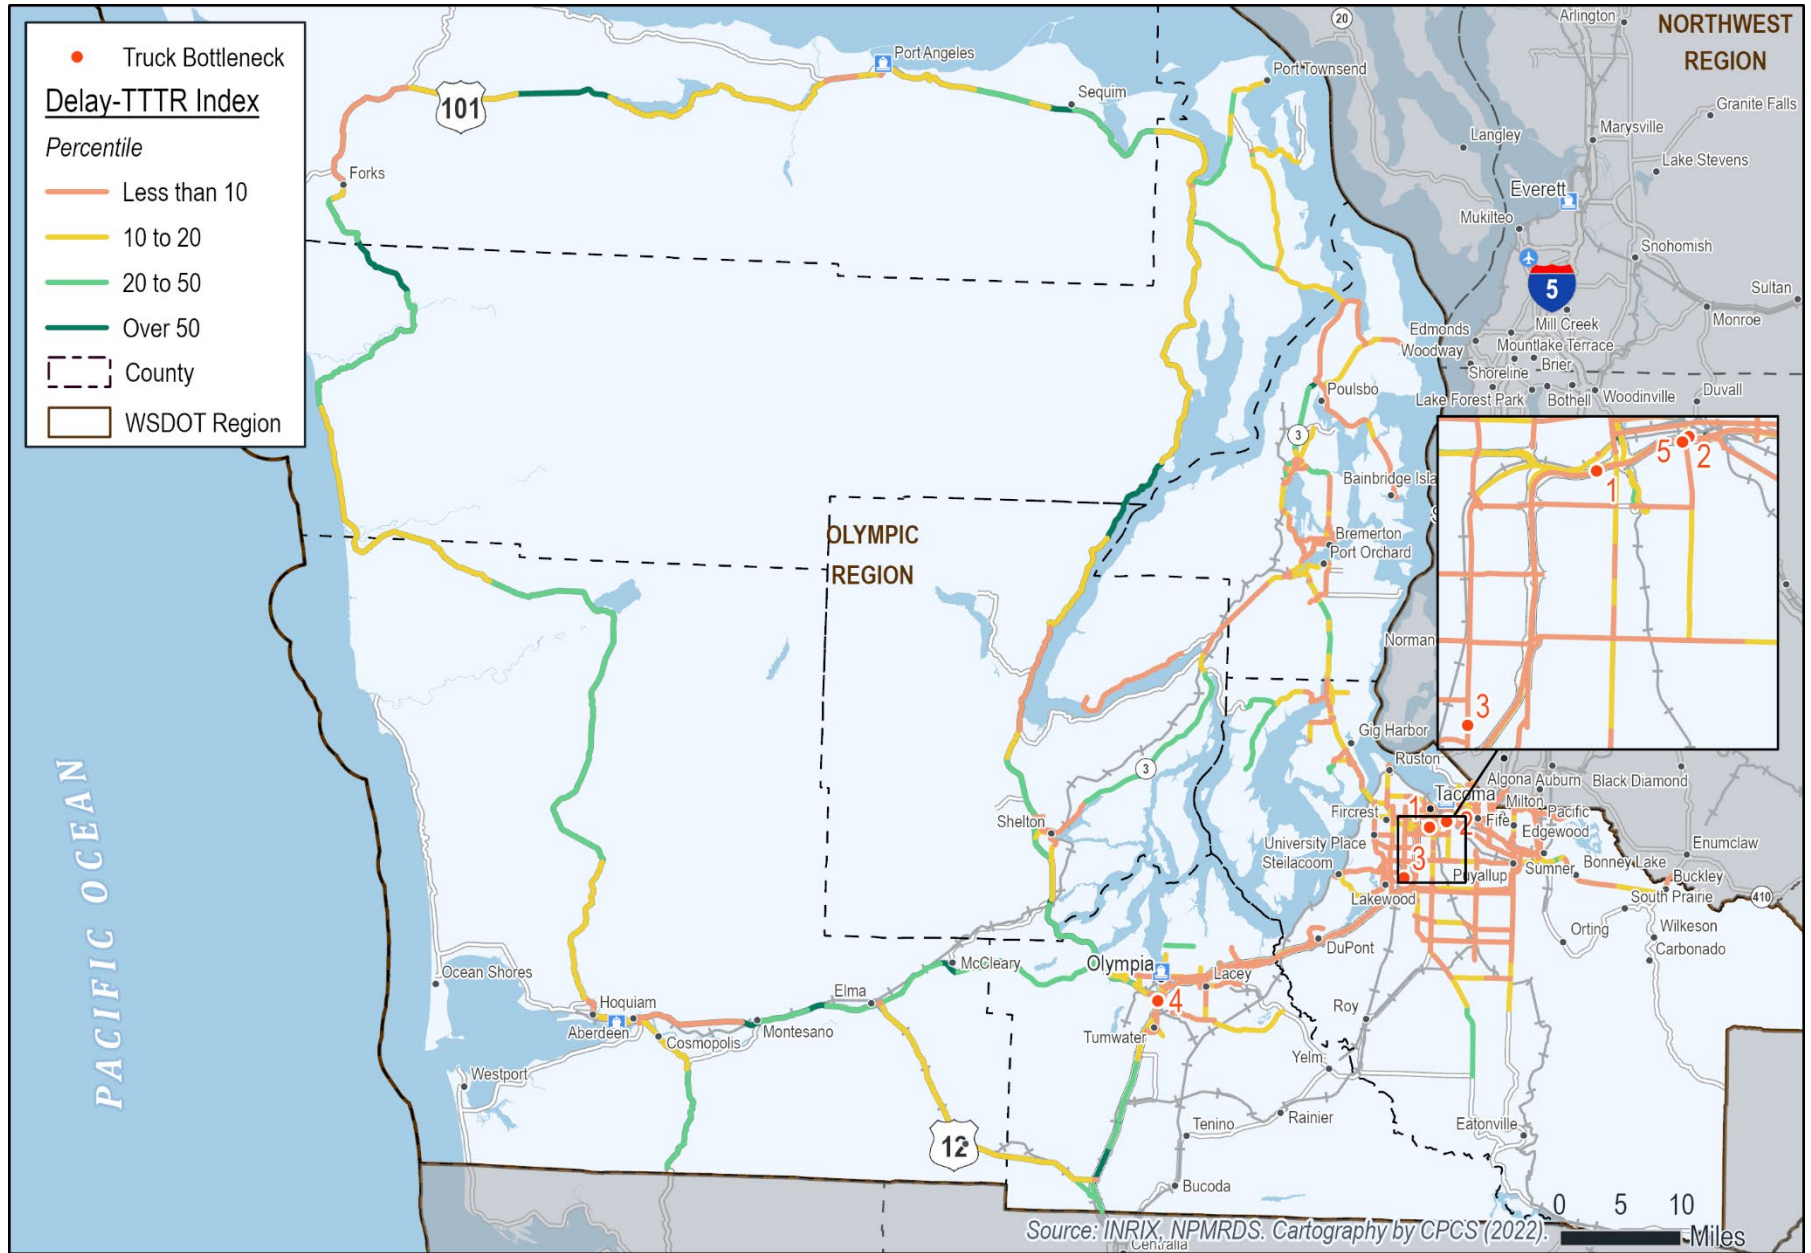 Truck Bottleneck
Delay-TTTR Index
Percentile
Less than 10
10 to 20
20 to 50
Over 50
County
WSDOT Region
NORTHWEST
REGION
OLYMPIC
REGION
PACIFIC OCEAN
101
20
5
3
3
12
410
Port Angeles
Sequim
Port Townsend
Forks
Arlington
Granite Falls
Marysville
Langley
Lake Stevens
Everett
Mukilteo
Snohomish
Sultan
Monroe
Mill Creek
Edmonds
Woodway
Mountlake Terrace
Brier
Shoreline
Lake Forest Park
Bothell
Woodinville
Duvall
Poulsbo
Bainbridge Isla
Bremerton
Port Orchard
Norman
5
2
1
3
Gig Harbor
Ruston
Algona
Auburn
Black Diamond
Tacoma
1
2
3
Milton
Pacific
Fircrest
Fife
Edgewood
Enumclaw
University Place
Steilacoom
Puyallup
Sumner
Bonney Lake
Buckley
Lakewood
South Prairie
Wilkeson
Orting
Carbonado
DuPont
Shelton
McCleary
Olympia
Lacey
4
Tumwater
Roy
Yelm
Rainier
Tenino
Eatonville
Bucoda
Centralia
Ocean Shores
Hoquiam
Aberdeen
Cosmopolis
Montesano
Elma
Westport
0 5 10
Miles
Source: INRIX, NPMRDS. Cartography by CPCS (2022).